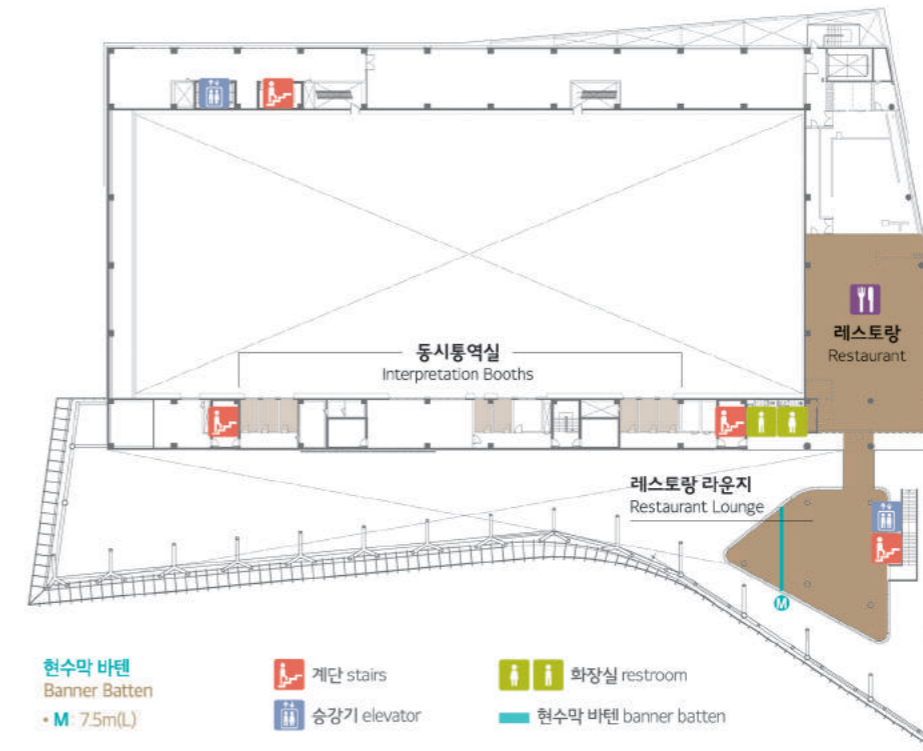 레스토랑
Restaurant
동시통역실
Interpretation Booths
레스토랑 라운지
Restaurant Lounge
M
현수막 바텐
Banner Batten
• M: 7.5m(L)
계단 stairs
승강기 elevator
화장실 restroom
현수막 바텐 banner batten